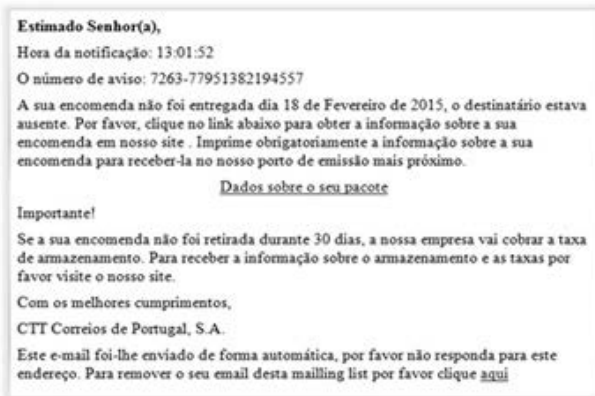 Estimado Senhor(a),
Hora da notificação: 13:01:52
O número de aviso: 7263-77951382194557
A sua encomenda não foi entregada dia 18 de Fevereiro de 2015, o destinatário estava
ausente. Por favor, clique no link abaixo para obter a informação sobre a sua
encomenda em nosso site . Imprime obrigatoriamente a informação sobre a sua
encomenda para receber-la no nosso porto de emissão mais próximo.
Dados sobre o seu pacote
Importante!
Se a sua encomenda não foi retirada durante 30 dias, a nossa empresa vai cobrar a taxa
de armazenamento. Para receber a informação sobre o armazenamento e as taxas por
favor visite o nosso site.
Com os melhores cumprimentos,
CTT Correios de Portugal, S.A.
Este e-mail foi-lhe enviado de forma automática, por favor não responda para este
endereço. Para remover o seu email desta mailling list por favor clique aqui